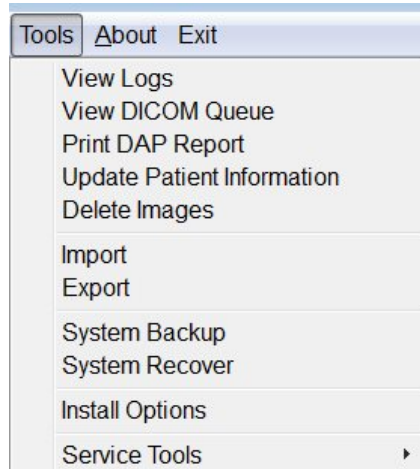 Tools About Exit
View Logs
View DICOM Queue
Print DAP Report
Update Patient Information
Delete Images
Import
Export
System Backup
System Recover
Install Options
Service Tools